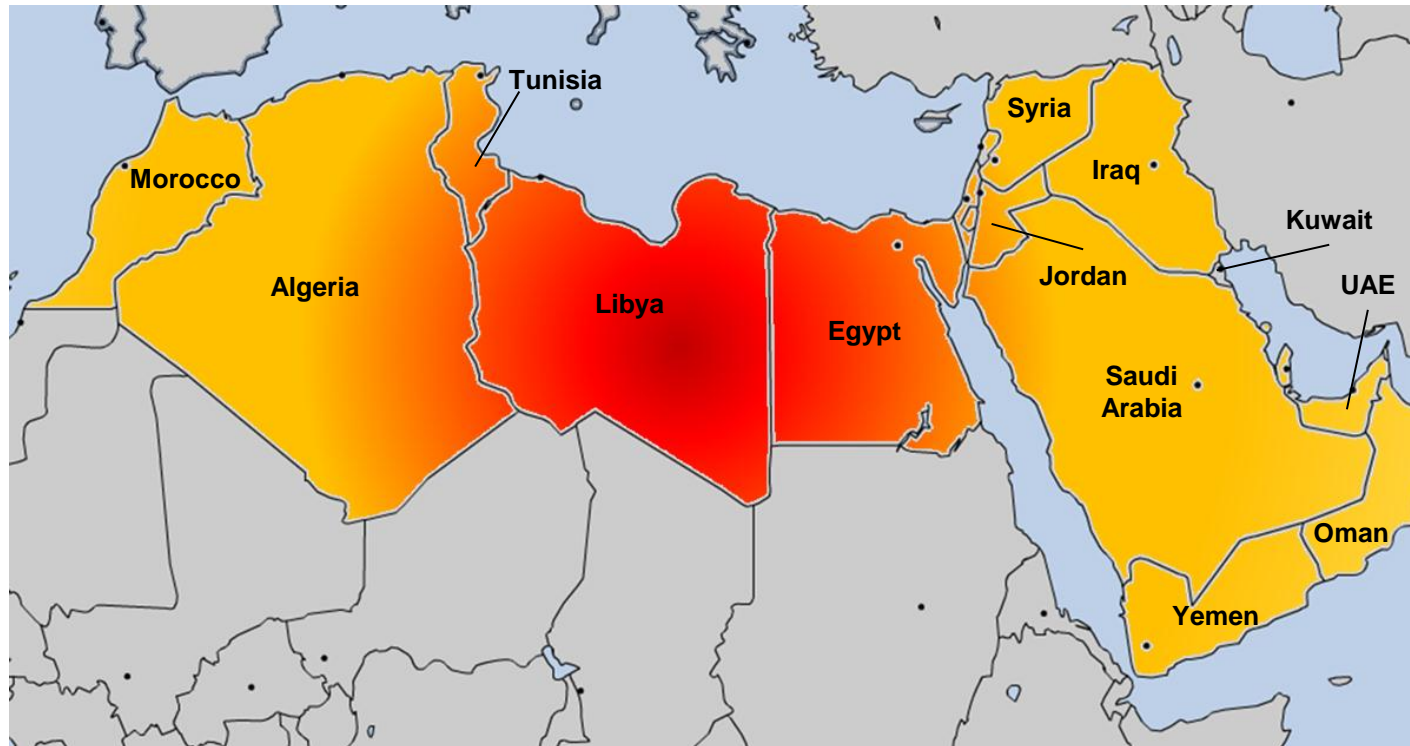 Tunisia
Syria
Morocco
Iraq
Kuwait
Algeria
Jordan
UAE
Libya
Egypt
Saudi
Arabia
Oman
Yemen